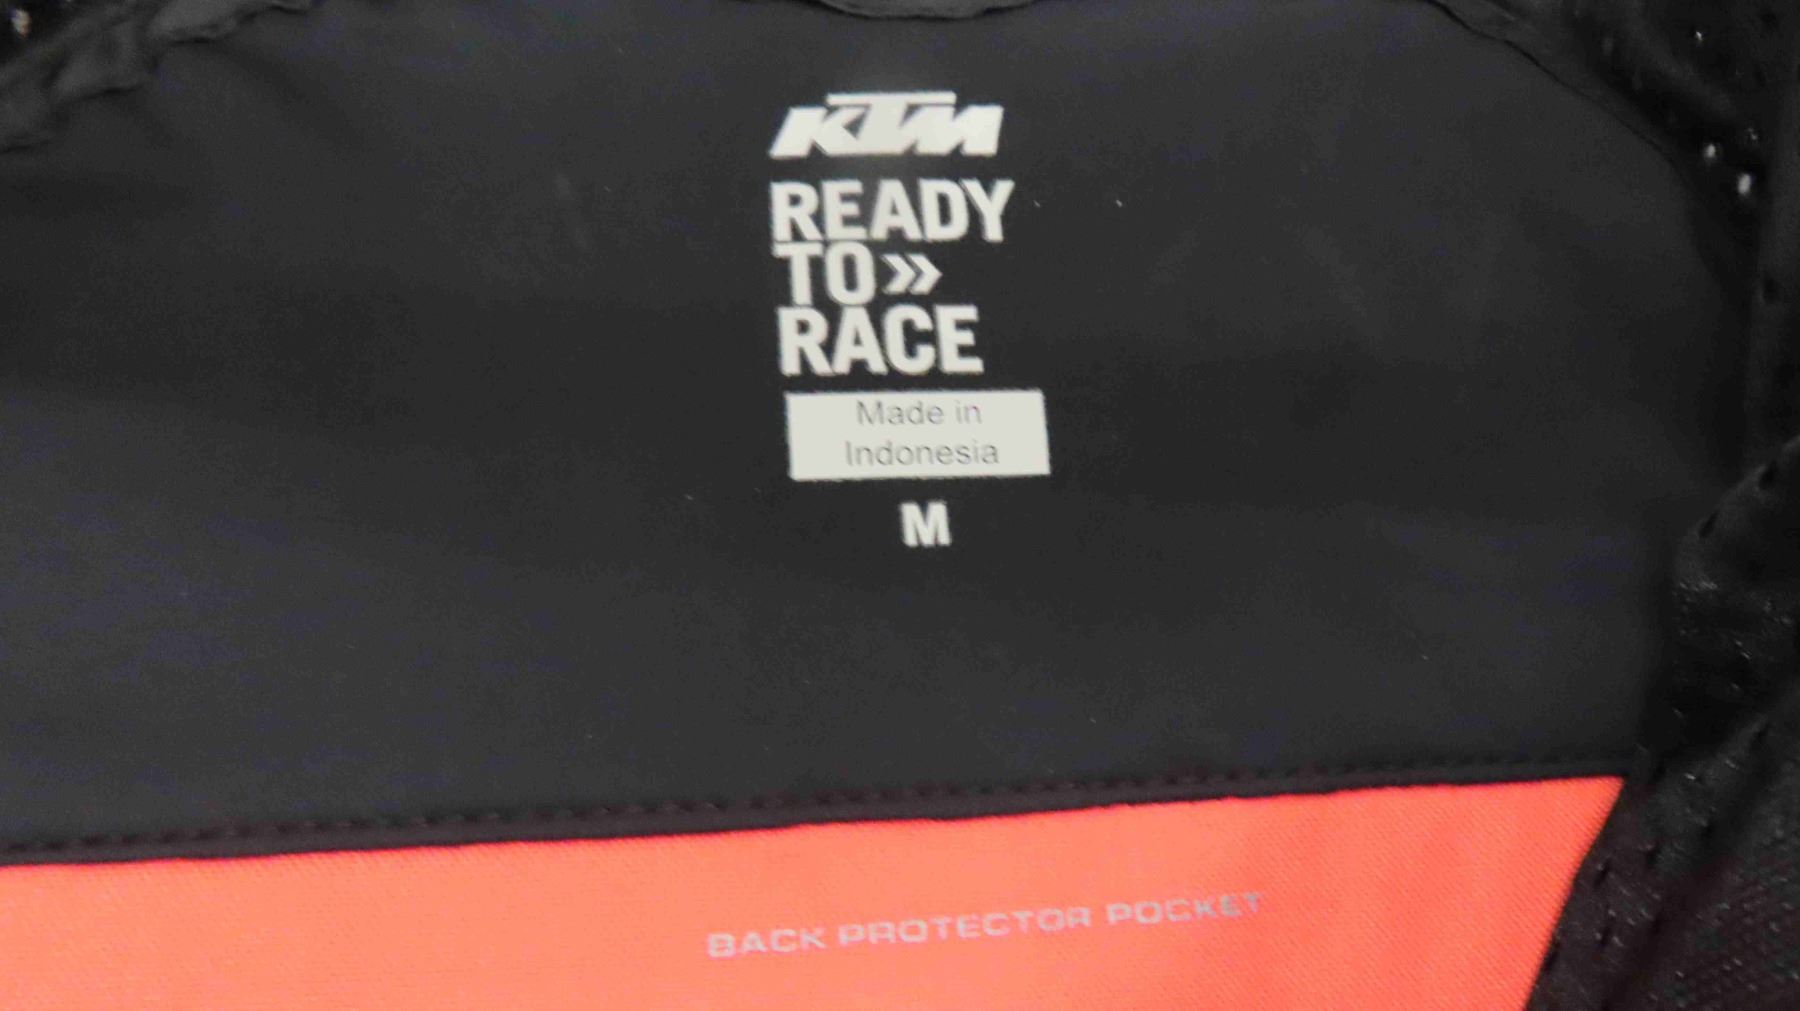 KTM
READY
TO»
RACE
Made in
Indonesia
M
BACK PROTECTOR POCKET